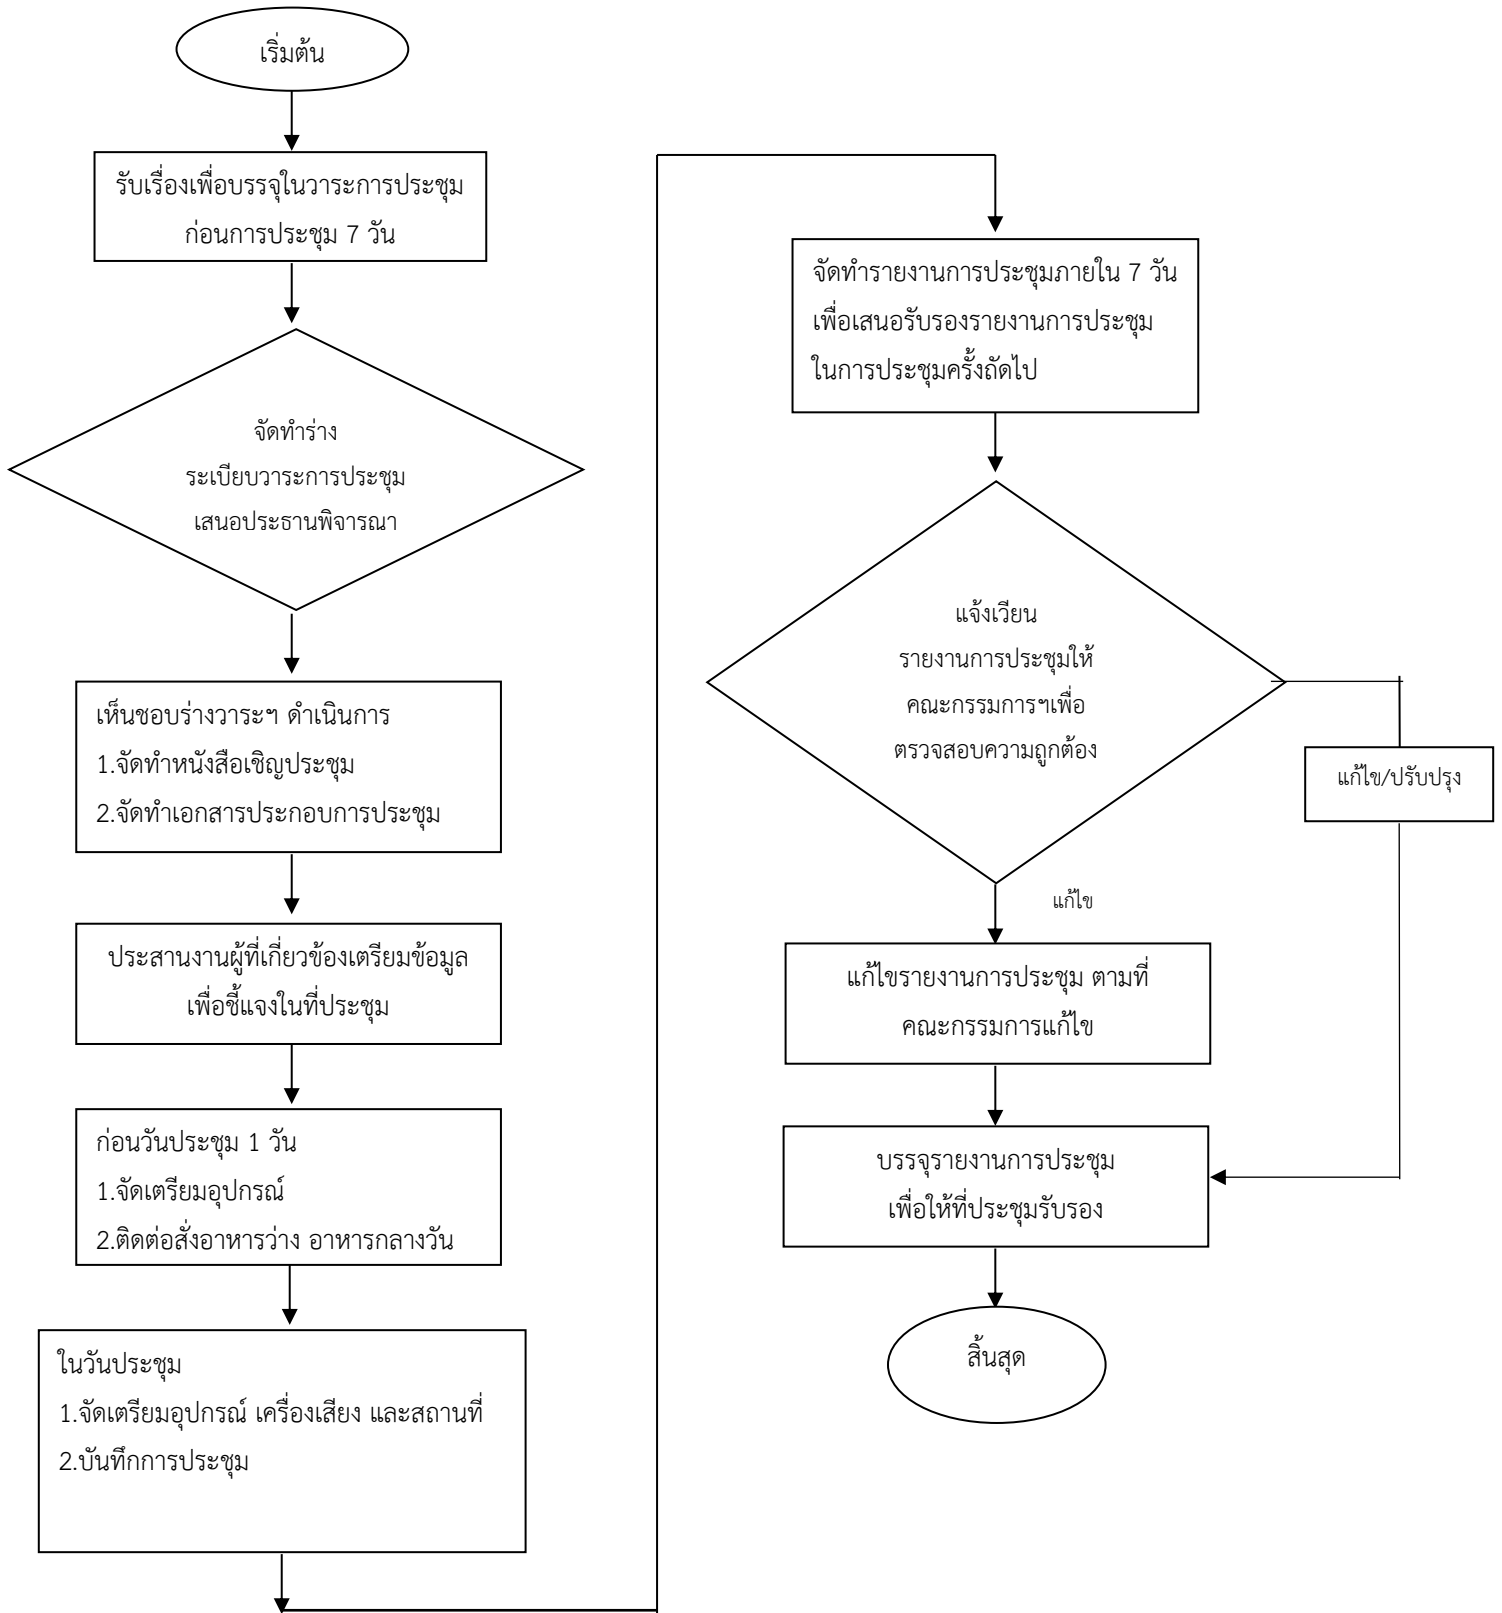 เริ่มต้น
รับเรื่องเพื่อบรรจุในวาระการประชุม
ก่อนการประชุม 7 วัน
จัดทำร่าง
ระเบียบวาระการประชุม
เสนอประธานพิจารณา
เห็นชอบร่างวาระฯ ดำเนินการ
1.จัดทำหนังสือเชิญประชุม
2.จัดทำเอกสารประกอบการประชุม
ประสานงานผู้ที่เกี่ยวข้องเตรียมข้อมูล
เพื่อชี้แจงในที่ประชุม
ก่อนวันประชุม 1 วัน
1.จัดเตรียมอุปกรณ์
2.ติดต่อสั่งอาหารว่าง อาหารกลางวัน
ในวันประชุม
1.จัดเตรียมอุปกรณ์ เครื่องเสียง และสถานที่
2.บันทึกการประชุม
จัดทำรายงานการประชุมภายใน 7 วัน
เพื่อเสนอรับรองรายงานการประชุม
ในการประชุมครั้งถัดไป
แจ้งเวียน
รายงานการประชุมให้
คณะกรรมการฯเพื่อ
ตรวจสอบความถูกต้อง
แก้ไข/ปรับปรุง
แก้ไข
แก้ไขรายงานการประชุม ตามที่
คณะกรรมการแก้ไข
บรรจุรายงานการประชุม
เพื่อให้ที่ประชุมรับรอง
สิ้นสุด